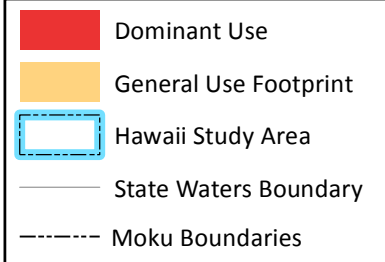 Dominant Use
General Use Footprint
Hawaii Study Area
State Waters Boundary
Moku Boundaries